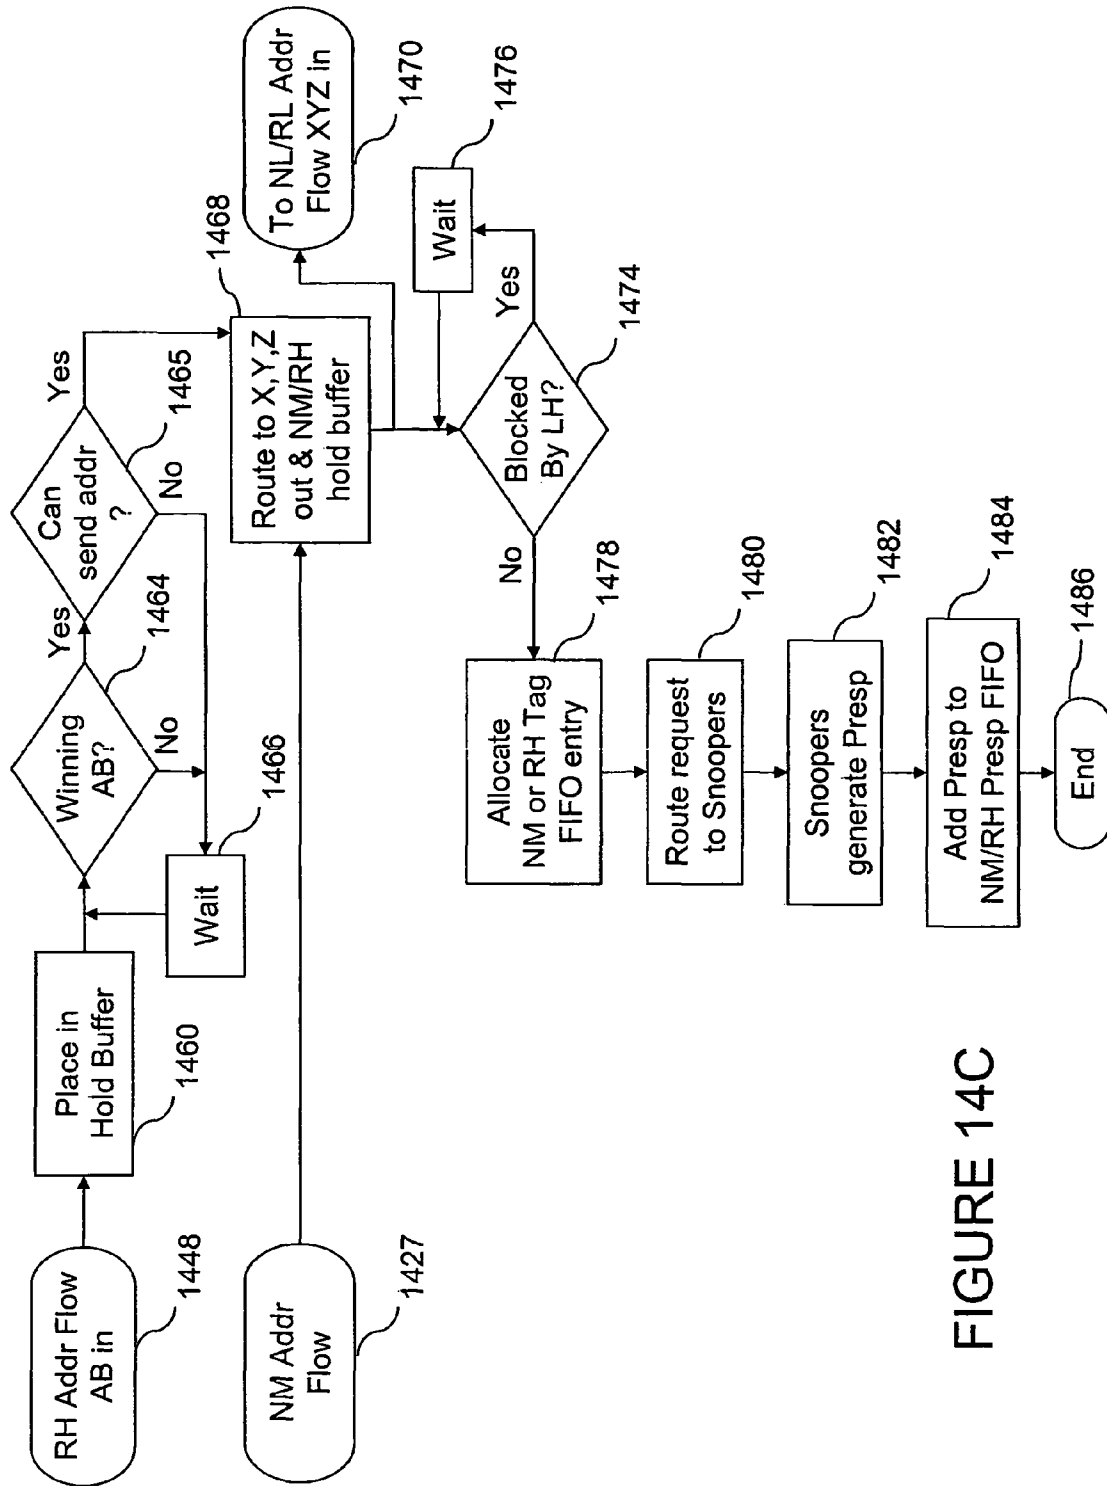 RH Addr Flow
AB in
1448
Place in
Hold Buffer
1460
Winning
AB?
1464
Yes
No
Can
send addr
?
1465
Yes
No
Wait
1466
NM Addr
Flow
1427
Route to X,Y,Z
out & NM/RH
hold buffer
1468
To NL/RL Addr
Flow XYZ in
1470
Blocked
By LH?
1474
Yes
Wait
1476
No
Allocate
NM or RH Tag
FIFO entry
1478
Route request
to Snoopers
1480
Snoopers
generate Presp
1482
Add Presp to
NM/RH Presp FIFO
1484
End
1486
FIGURE 14C